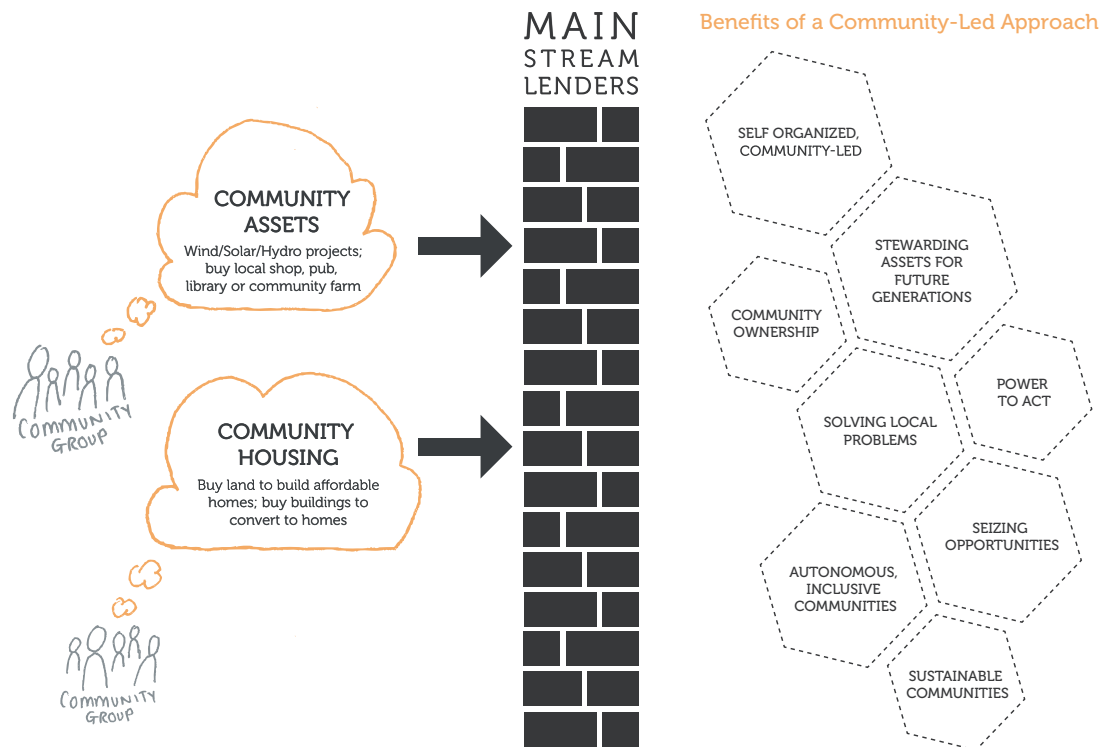 MAIN
STREAM
LENDERS
Benefits of a Community-Led Approach
COMMUNITY
ASSETS
Wind/Solar/Hydro projects;
buy local shop, pub,
library or community farm
COMMUNITY
GROUP
COMMUNITY
HOUSING
Buy land to build affordable
homes; buy buildings to
convert to homes
COMMUNITY
GROUP
SELF ORGANIZED,
COMMUNITY-LED
STEWARDING
ASSETS FOR
FUTURE
GENERATIONS
COMMUNITY
OWNERSHIP
POWER
TO ACT
SOLVING LOCAL
PROBLEMS
SEIZING
OPPORTUNITIES
AUTONOMOUS,
INCLUSIVE
COMMUNITIES
SUSTAINABLE
COMMUNITIES